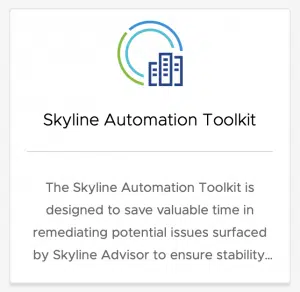 Skyline Automation Toolkit
The Skyline Automation Toolkit is
designed to save valuable time in
remediating potential issues surfaced
by Skyline Advisor to ensure stability...